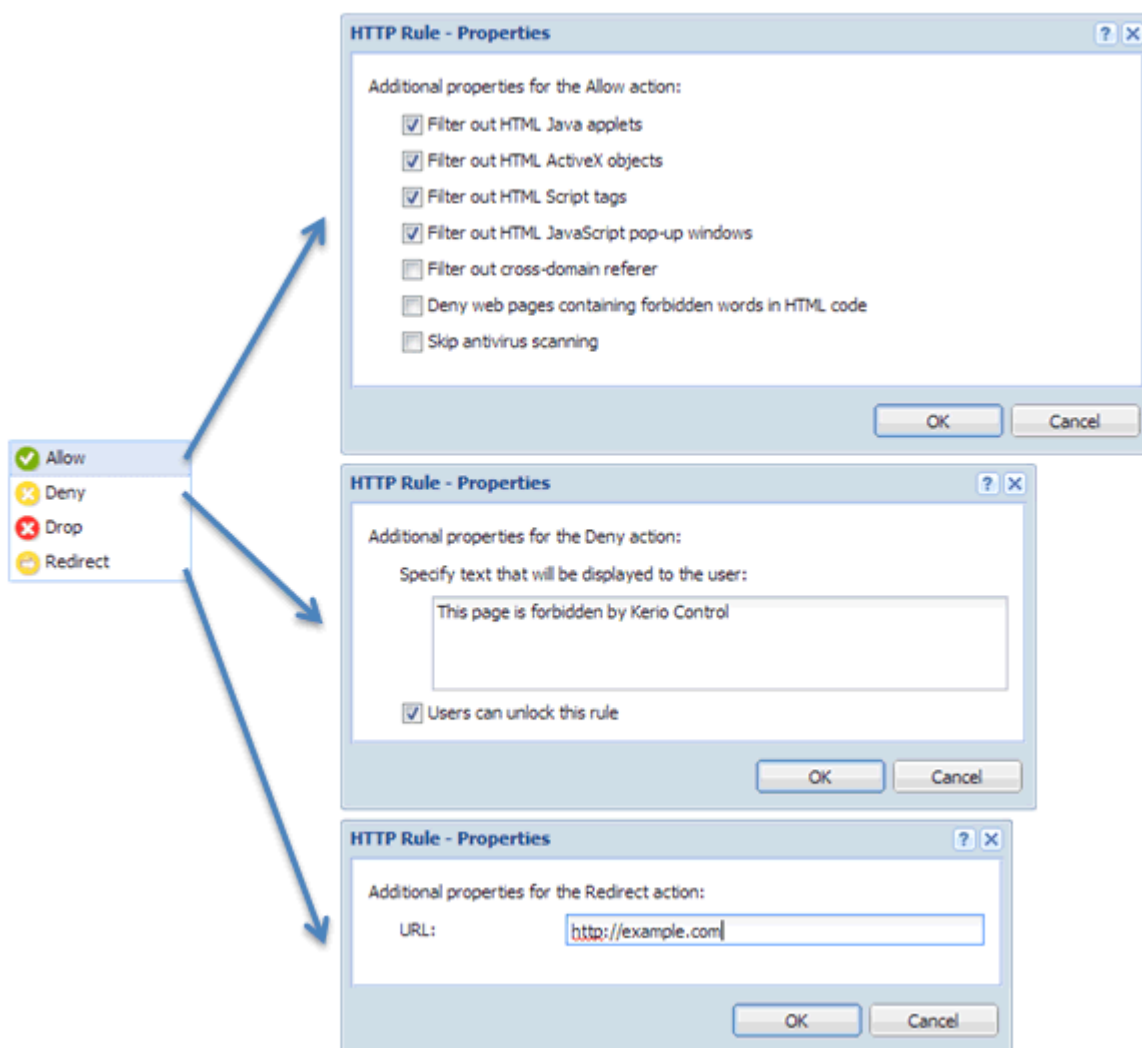 HTTP Rule - Properties
Additional properties for the Allow action:
Filter out HTML Java applets
Filter out HTML ActiveX objects
Filter out HTML Script tags
Filter out HTML JavaScript pop-up windows
Filter out cross-domain referer
Deny web pages containing forbidden words in HTML code
Skip antivirus scanning
OK Cancel
Allow
Deny
Drop
Redirect
HTTP Rule - Properties
Additional properties for the Deny action:
Specify text that will be displayed to the user:
This page is forbidden by Kerio Control
Users can unlock this rule
OK Cancel
HTTP Rule - Properties
Additional properties for the Redirect action:
URL: http://example.com
OK Cancel